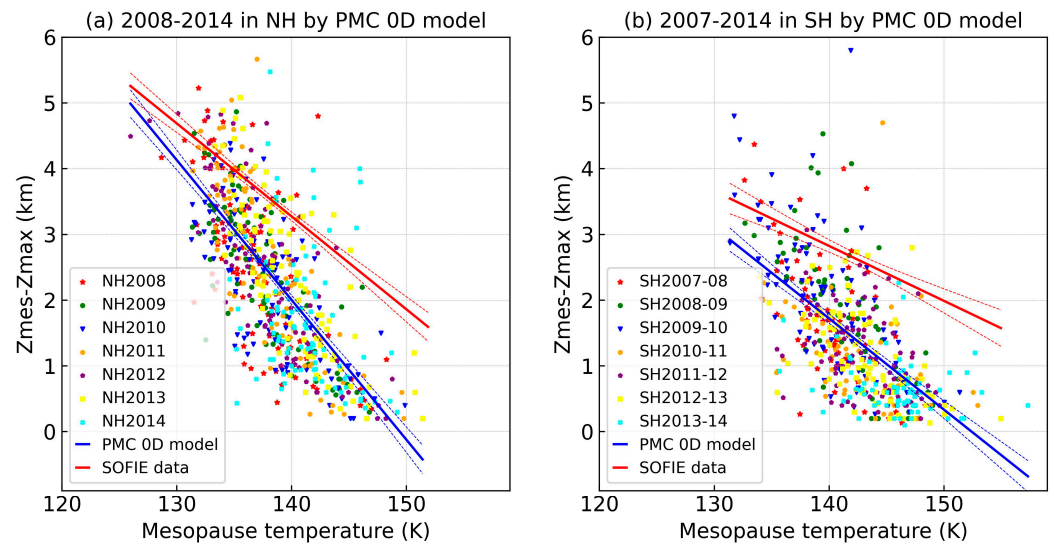 (a) 2008-2014 in NH by PMC 0D model
6
5
4
3
2
1
0
Zmes-Zmax (km)
NH2008
NH2009
NH2010
NH2011
NH2012
NH2013
NH2014
PMC 0D model
SOFIE data
120 130 140 150
Mesopause temperature (K)
(b) 2007-2014 in SH by PMC 0D model
6
5
4
3
2
1
0
Zmes-Zmax (km)
SH2007-08
SH2008-09
SH2009-10
SH2010-11
SH2011-12
SH2012-13
SH2013-14
PMC 0D model
SOFIE data
120 130 140 150
Mesopause temperature (K)